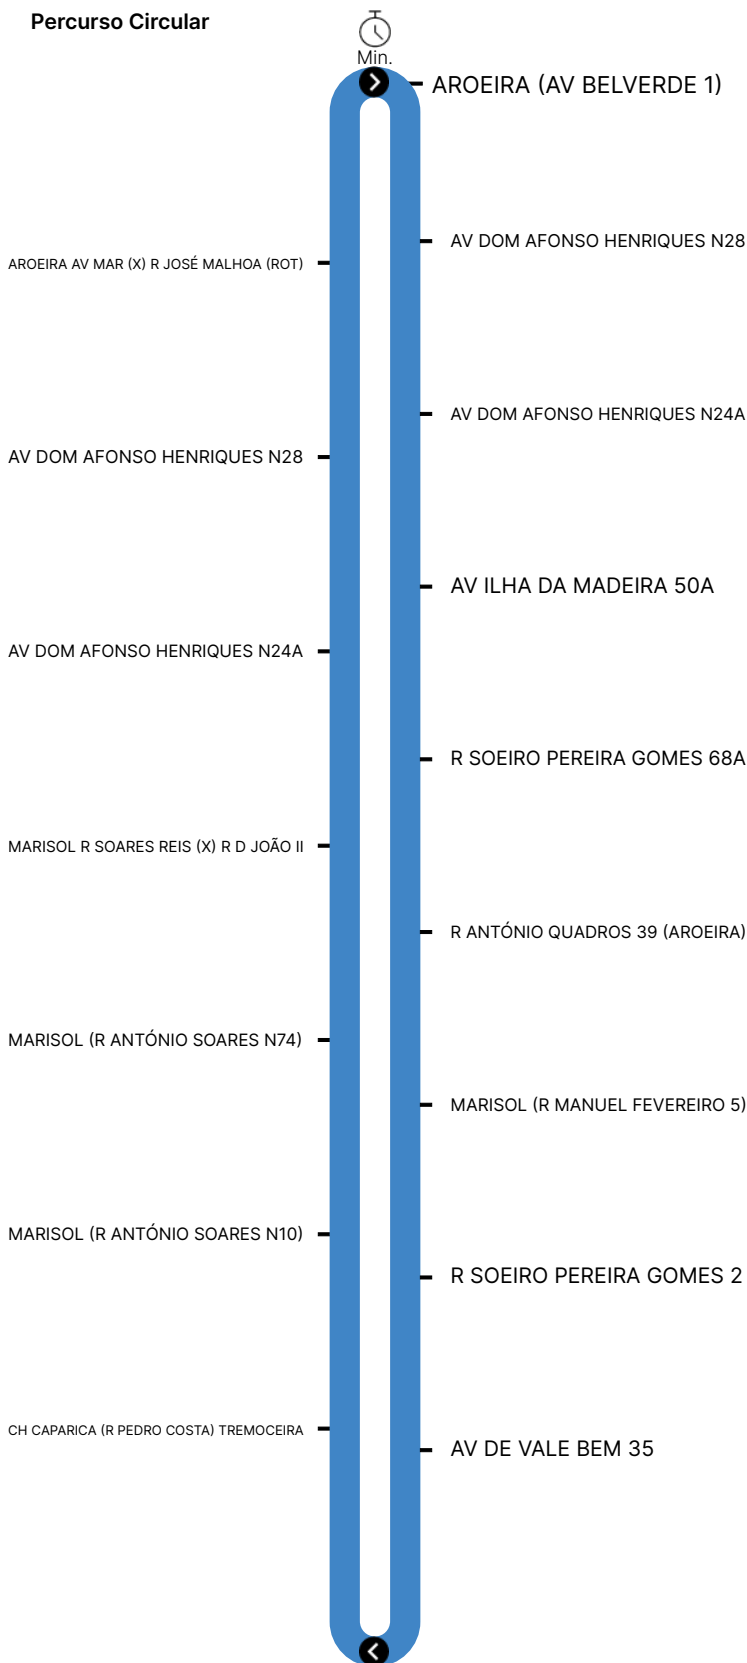 Percurso Circular
Min.
AROEIRA (AV BELVERDE 1)
AV DOM AFONSO HENRIQUES N28
AROEIRA AV MAR (X) R JOSÉ MALHOA (ROT)
AV DOM AFONSO HENRIQUES N24A
AV DOM AFONSO HENRIQUES N28
AV ILHA DA MADEIRA 50A
AV DOM AFONSO HENRIQUES N24A
R SOEIRO PEREIRA GOMES 68A
MARISOL R SOARES REIS (X) R D JOÃO II
R ANTÓNIO QUADROS 39 (AROEIRA)
MARISOL (R ANTÓNIO SOARES N74)
MARISOL (R MANUEL FEVEREIRO 5)
MARISOL (R ANTÓNIO SOARES N10)
R SOEIRO PEREIRA GOMES 2
CH CAPARICA (R PEDRO COSTA) TREMOCEIRA
AV DE VALE BEM 35